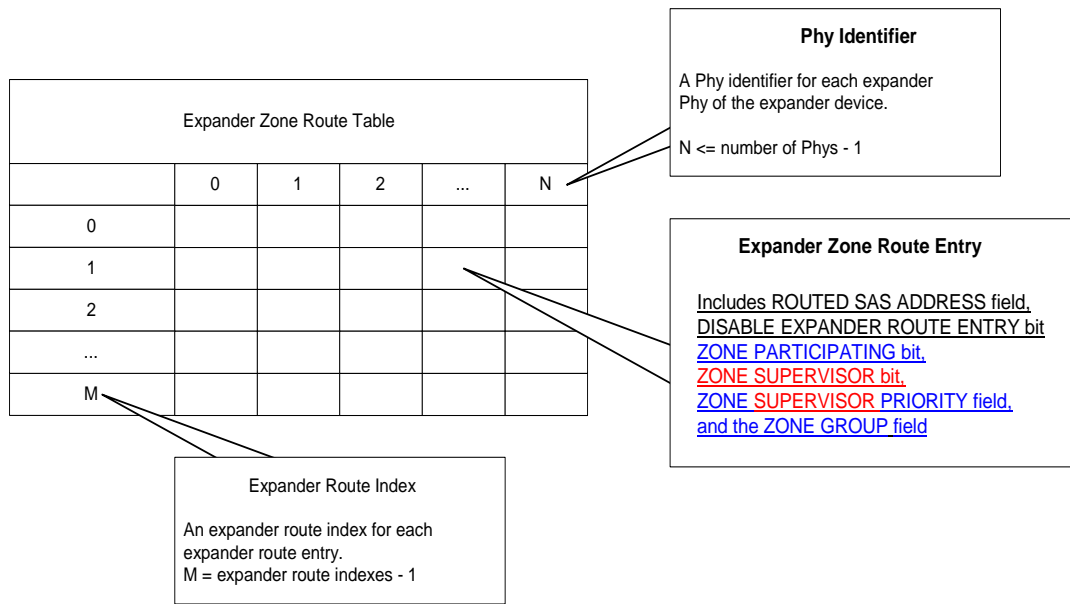 Phy Identifier
A Phy identifier for each expander
Phy of the expander device.
N <= number of Phys - 1
Expander Zone Route Table
0 1 2 ... N
0
1
2
...
M
Expander Zone Route Entry
Includes ROUTED SAS ADDRESS field,
DISABLE EXPANDER ROUTE ENTRY bit
ZONE PARTICIPATING bit,
ZONE SUPERVISOR bit,
ZONE SUPERVISOR PRIORITY field,
and the ZONE GROUP field
Expander Route Index
An expander route index for each
expander route entry.
M = expander route indexes - 1